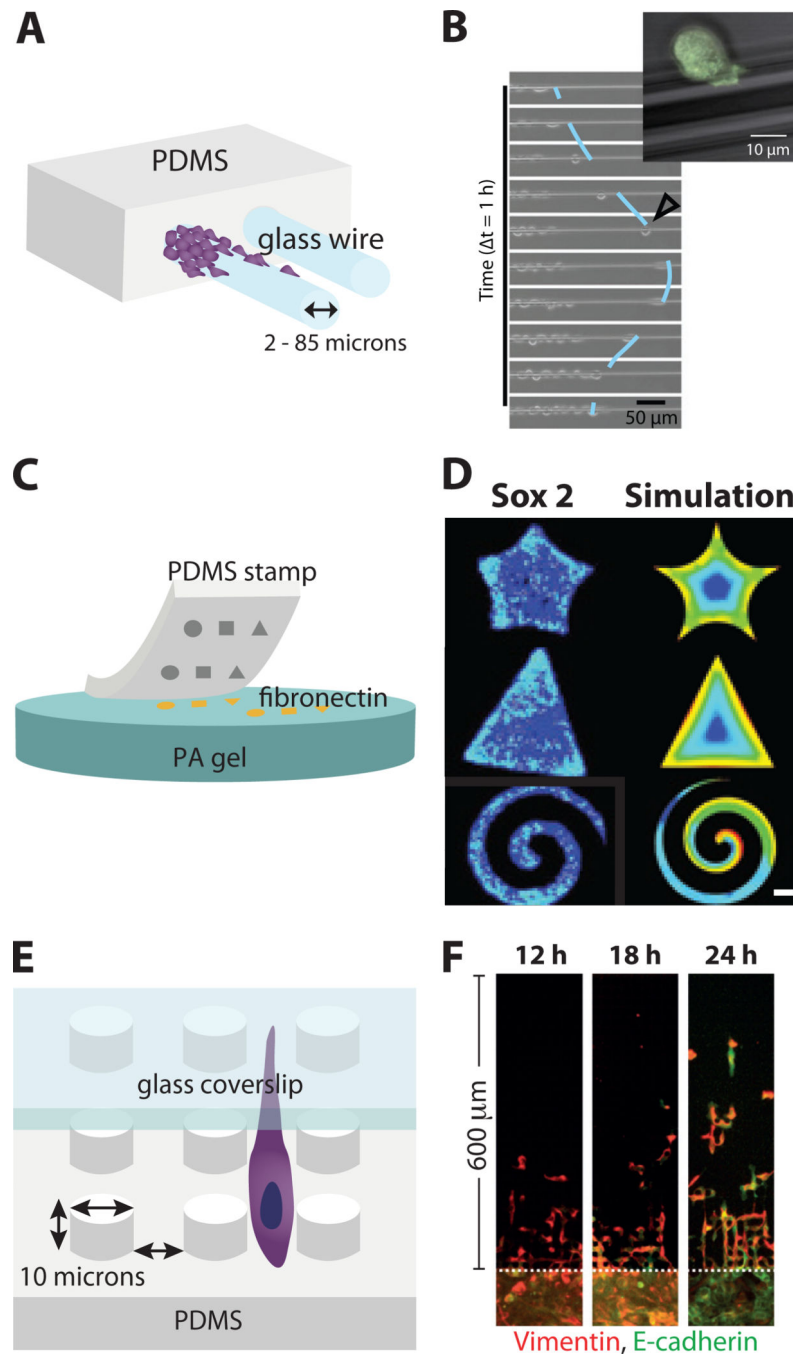 A
PDMS
glass wire
2 - 85 microns
B
Time (Δt = 1 h)
10 µm
50 µm
C
PDMS stamp
fibronectin
PA gel
D
Sox 2
Simulation
E
glass coverslip
10 microns
PDMS
F
12 h
18 h
24 h
600 µm
Vimentin, E-cadherin